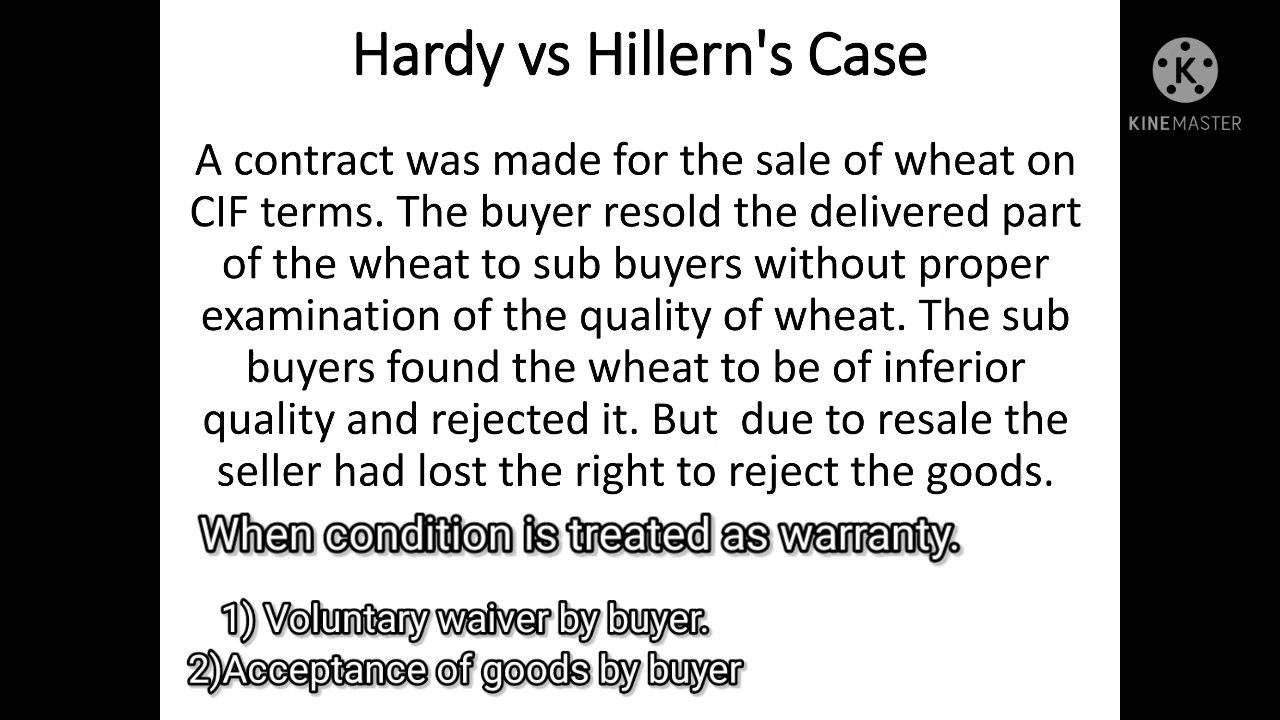 Hardy vs Hillern's Case
KINEMASTER
A contract was made for the sale of wheat on
CIF terms. The buyer resold the delivered part
of the wheat to sub buyers without proper
examination of the quality of wheat. The sub
buyers found the wheat to be of inferior
quality and rejected it. But  due to resale the
seller had lost the right to reject the goods.
When condition is treated as warranty.
1) Voluntary waiver by buyer.
2)Acceptance of goods by buyer